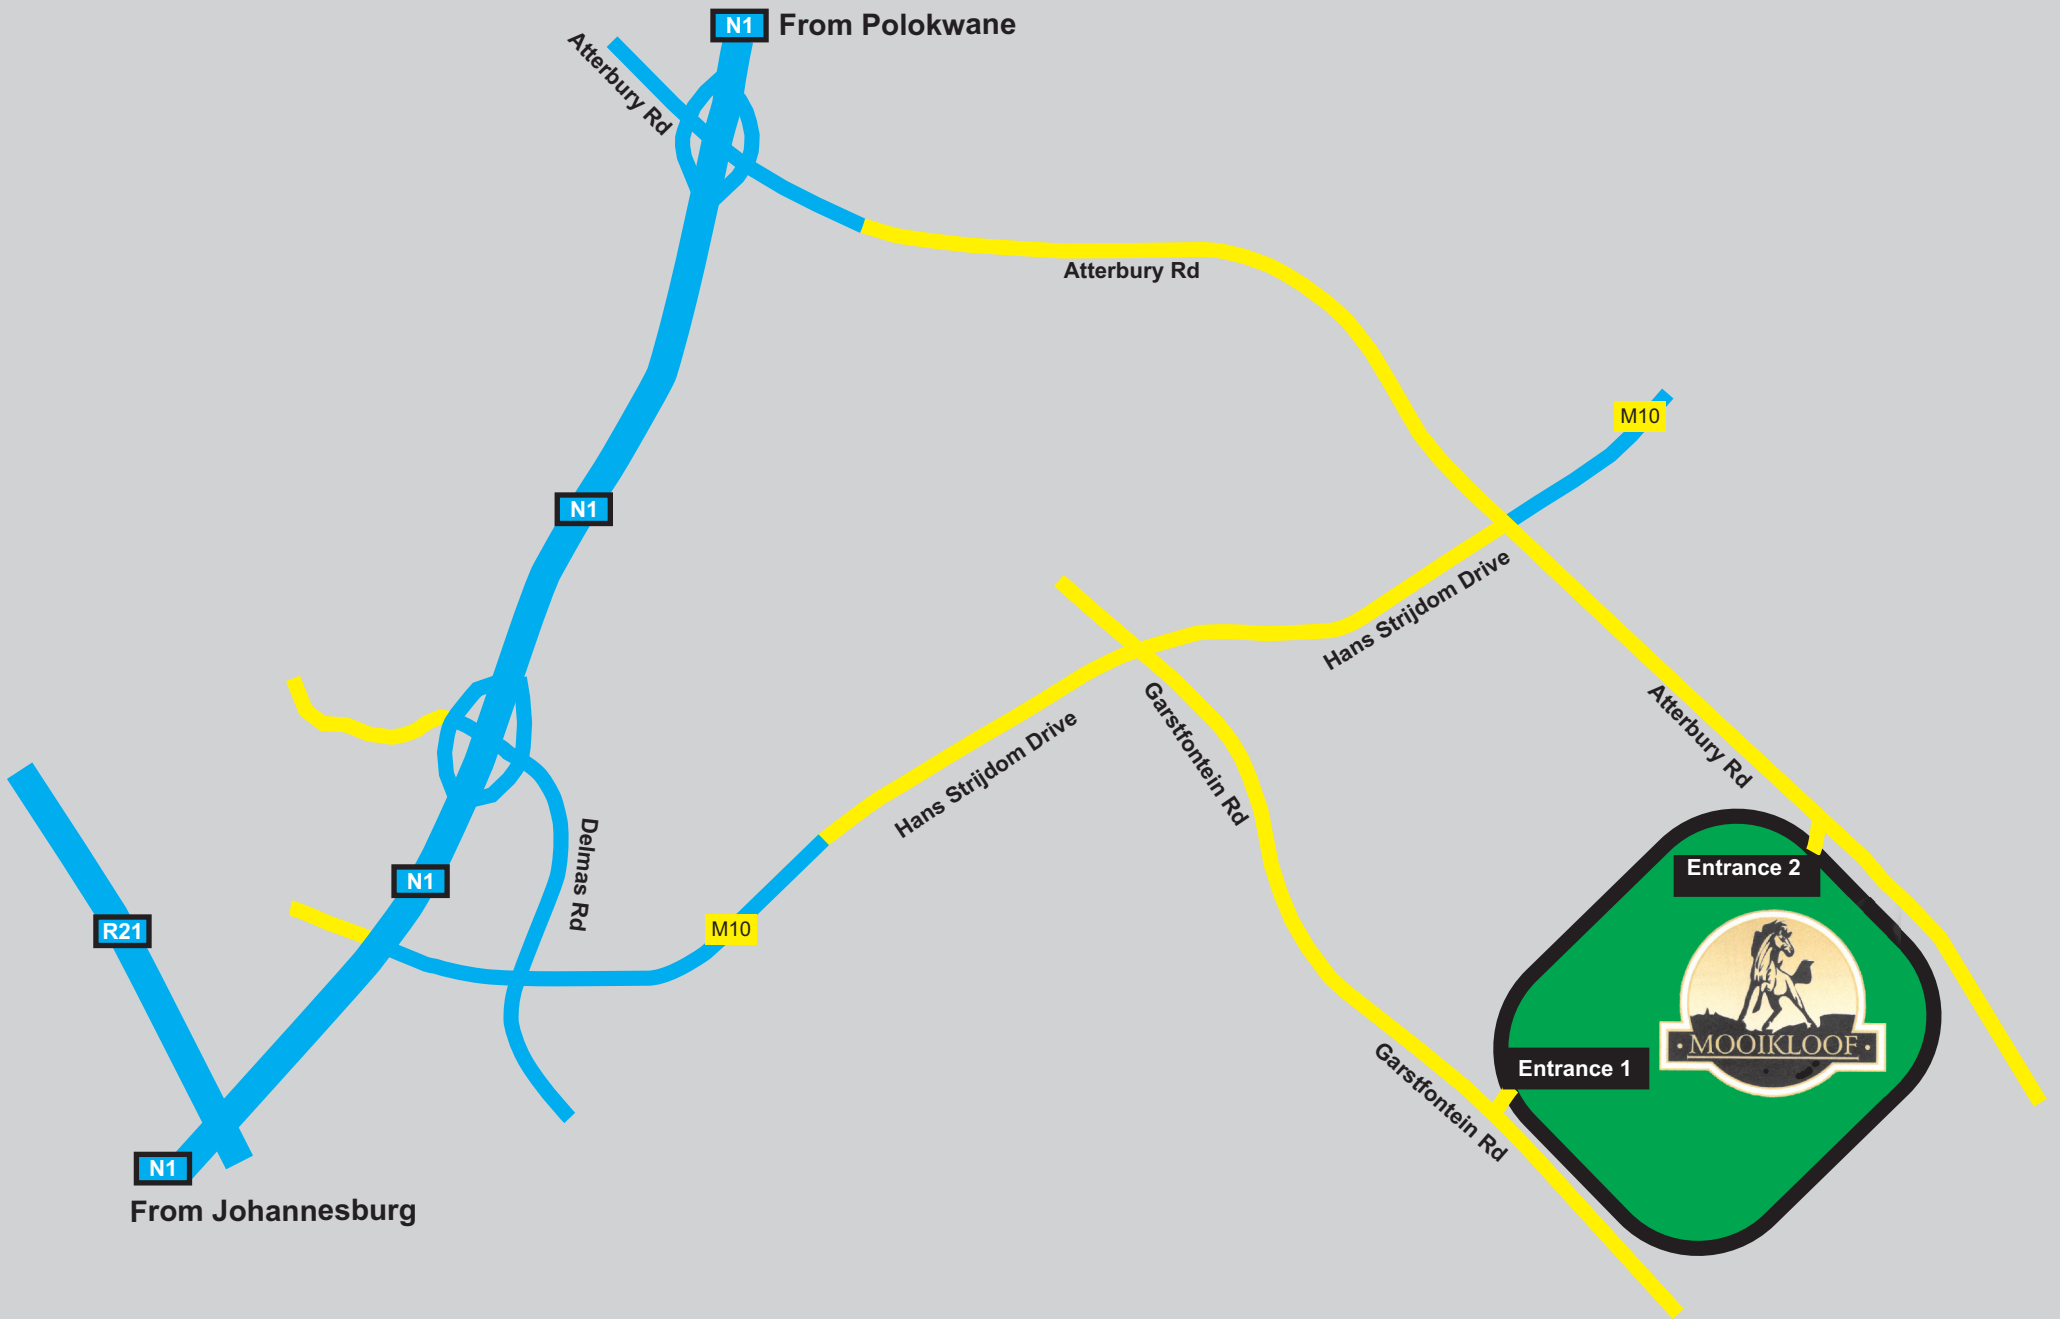 N1 From Polokwane
Atterbury Rd
Atterbury Rd
M10
N1
Hans Strijdom Drive
Garstfontein Rd
Atterbury Rd
Hans Strijdom Drive
Delmas Rd
N1
Entrance 2
M10
R21
· MOOIKLOOF ·
Entrance 1
Garstfontein Rd
N1
From Johannesburg